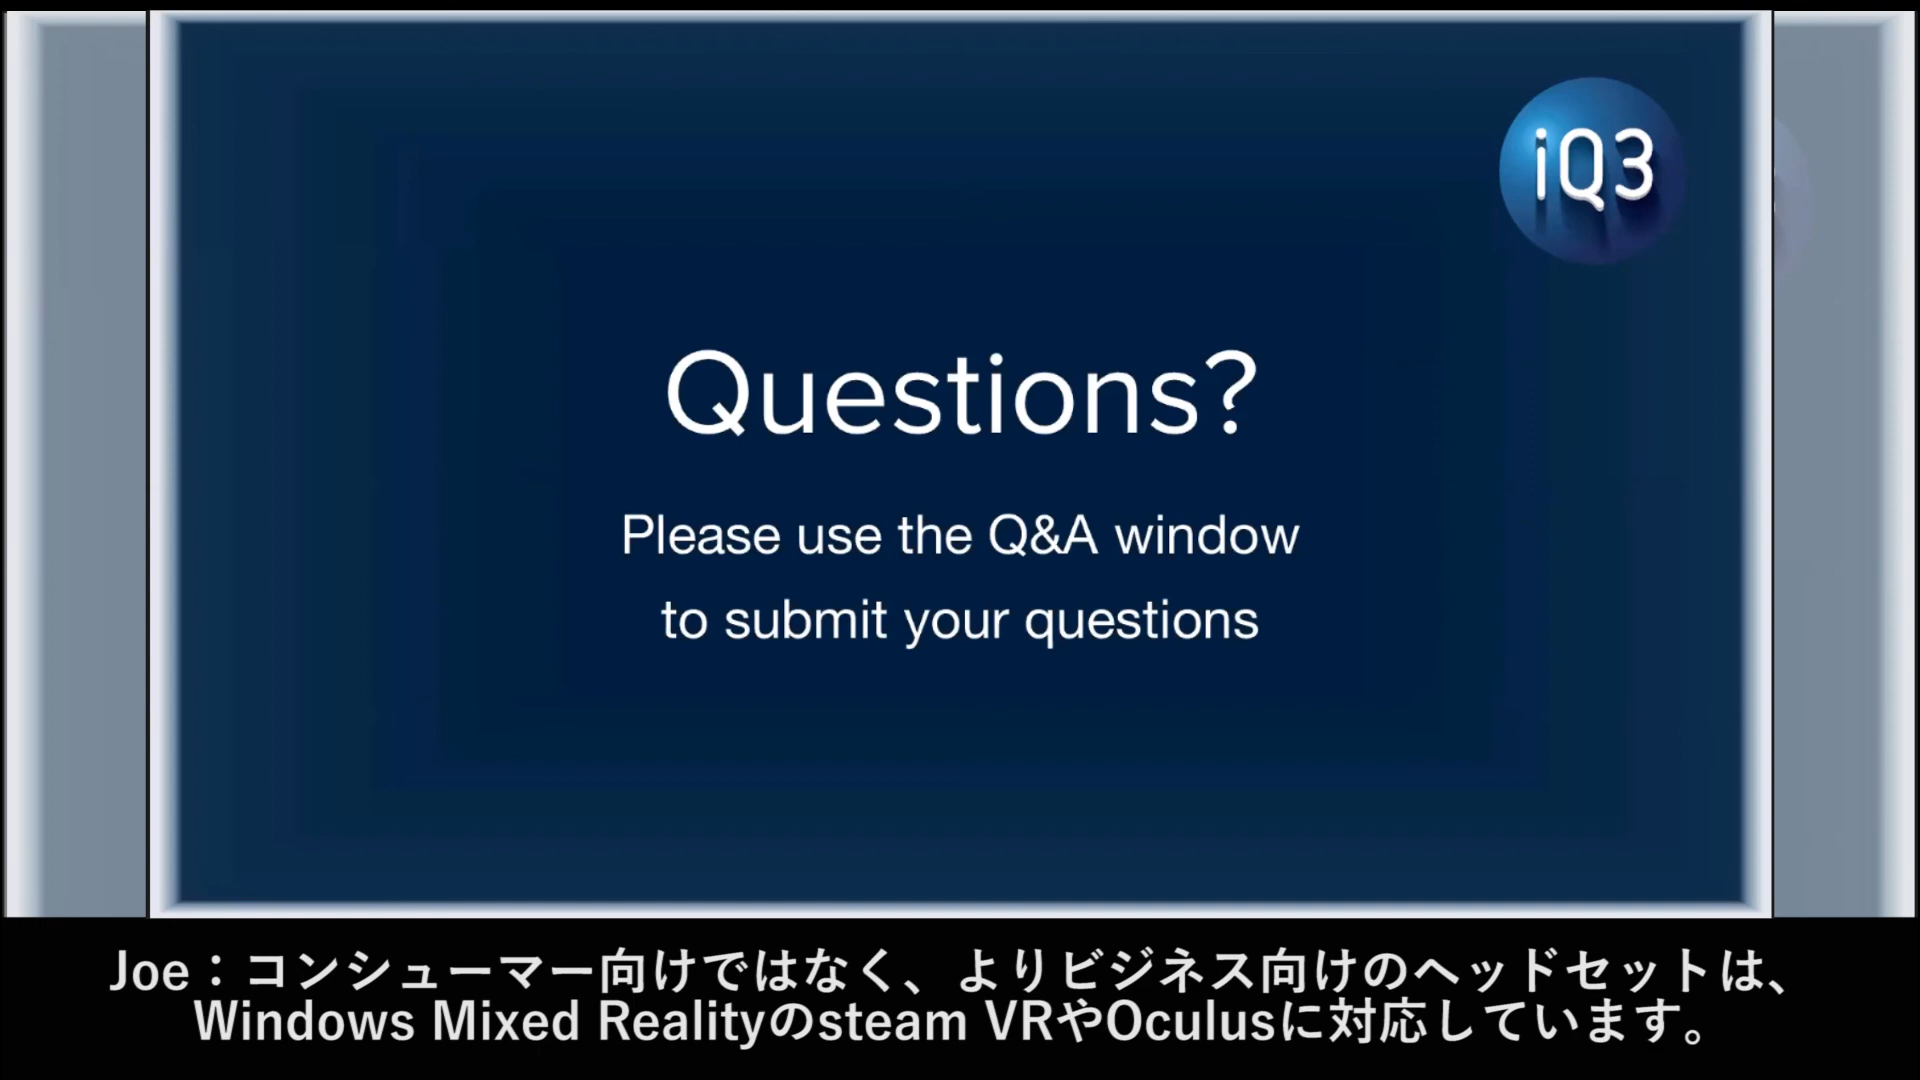 iQ3
Questions?
Please use the Q&A window
to submit your questions
Joe：コンシューマー向けではなく、よりビジネス向けのヘッドセットは、
Windows Mixed Realityのsteam VRやOculusに対応しています。